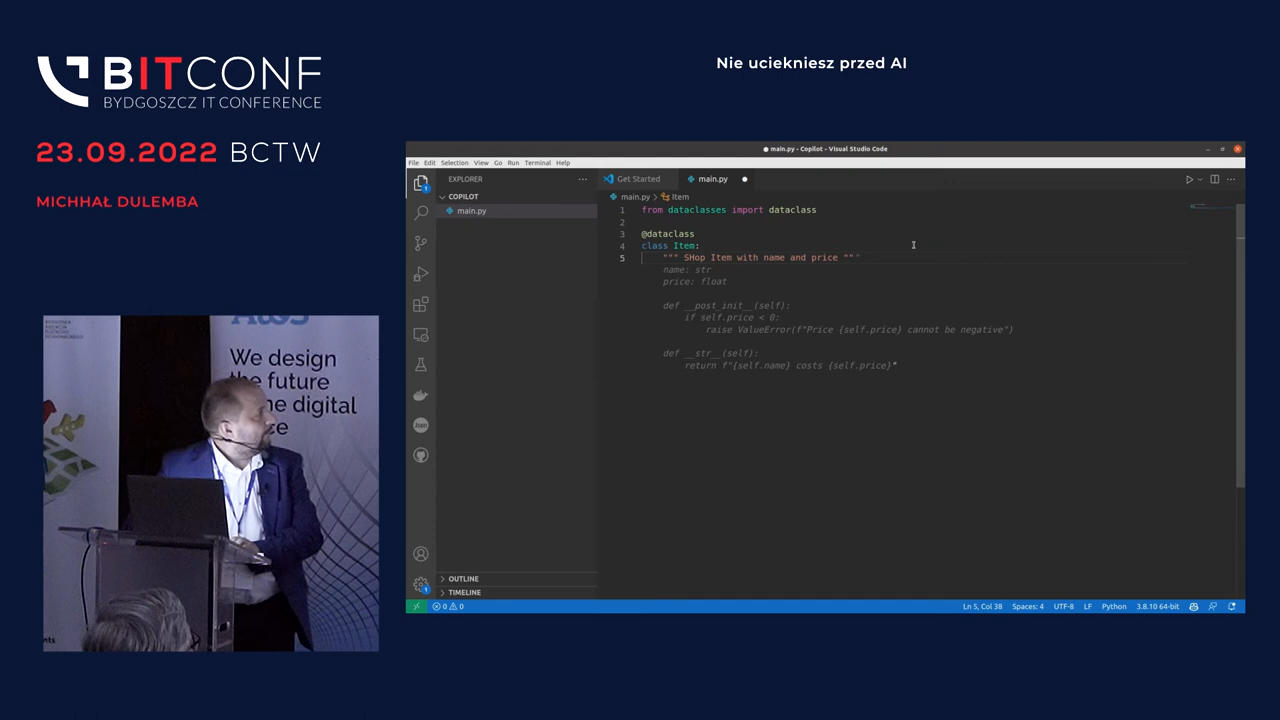 BITCONF
BYDGOSZCZ IT CONFERENCE
23.09.2022 BCTW
MICHHAŁ DULEMBA
Nie uciekniesz przed AI
We design
the future
the digital
ents
main.py - Copilot - Visual Studio Code
File Edit Selection View Go Run Terminal Help
EXPLORER
COPILOT
main.py
OUTLINE
TIMELINE
Get Started
main.py
main.py > Item
1 from dataclasses import dataclass
2
3 @dataclass
4 class Item:
5 """ SHop Item with name and price """
name: str
price: float
def __post_init__(self):
if self.price < 0:
raise ValueError(f"Price {self.price} cannot be negative")
def __str__(self):
return f"{self.name} costs {self.price}"
0 0
Ln 5, Col 38 Spaces: 4 UTF-8 LF Python 3.8.10 64-bit